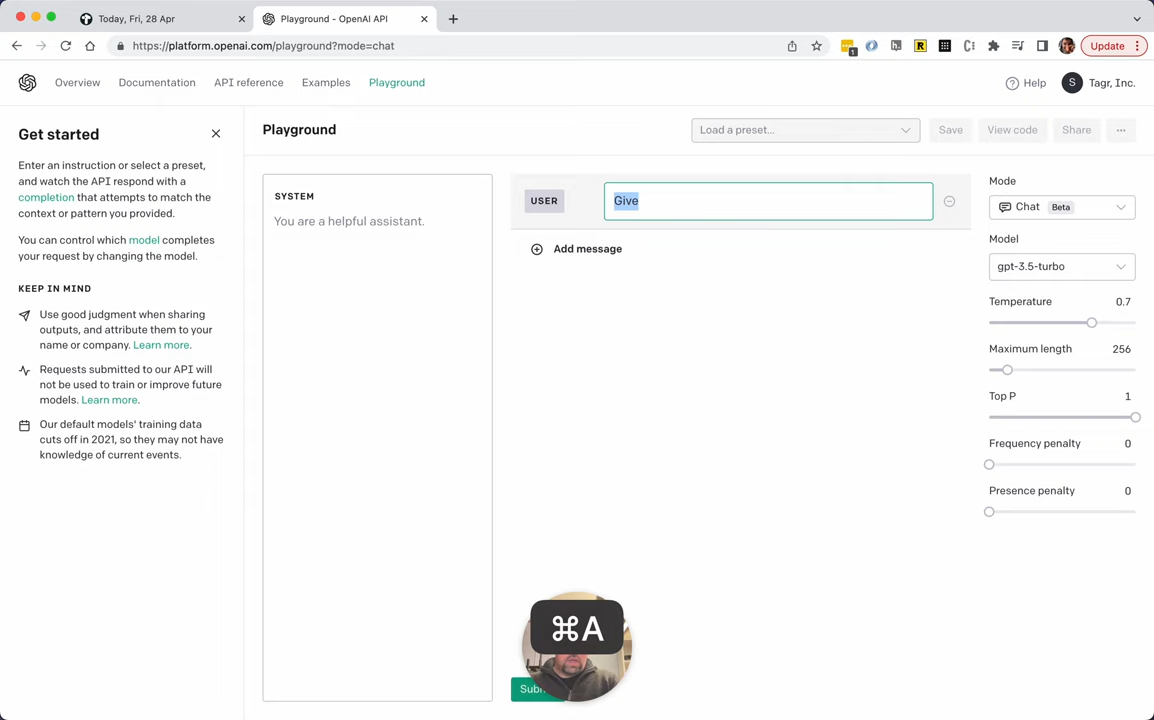 Today, Fri, 28 Apr
Playground - OpenAI API
https://platform.openai.com/playground?mode=chat
1
R
Update
Overview
Documentation
API reference
Examples
Playground
Help
S
Tagr, Inc.
Get started
Enter an instruction or select a preset,
and watch the API respond with a
completion that attempts to match the
context or pattern you provided.
You can control which model completes
your request by changing the model.
KEEP IN MIND
Use good judgment when sharing
outputs, and attribute them to your
name or company. Learn more.
Requests submitted to our API will
not be used to train or improve future
models. Learn more.
Our default models' training data
cuts off in 2021, so they may not have
knowledge of current events.
Playground
Load a preset...
Save
View code
Share
...
SYSTEM
You are a helpful assistant.
USER
Give
Add message
⌘A
Mode
Chat Beta
Model
gpt-3.5-turbo
Temperature 0.7
Maximum length 256
Top P 1
Frequency penalty 0
Presence penalty 0